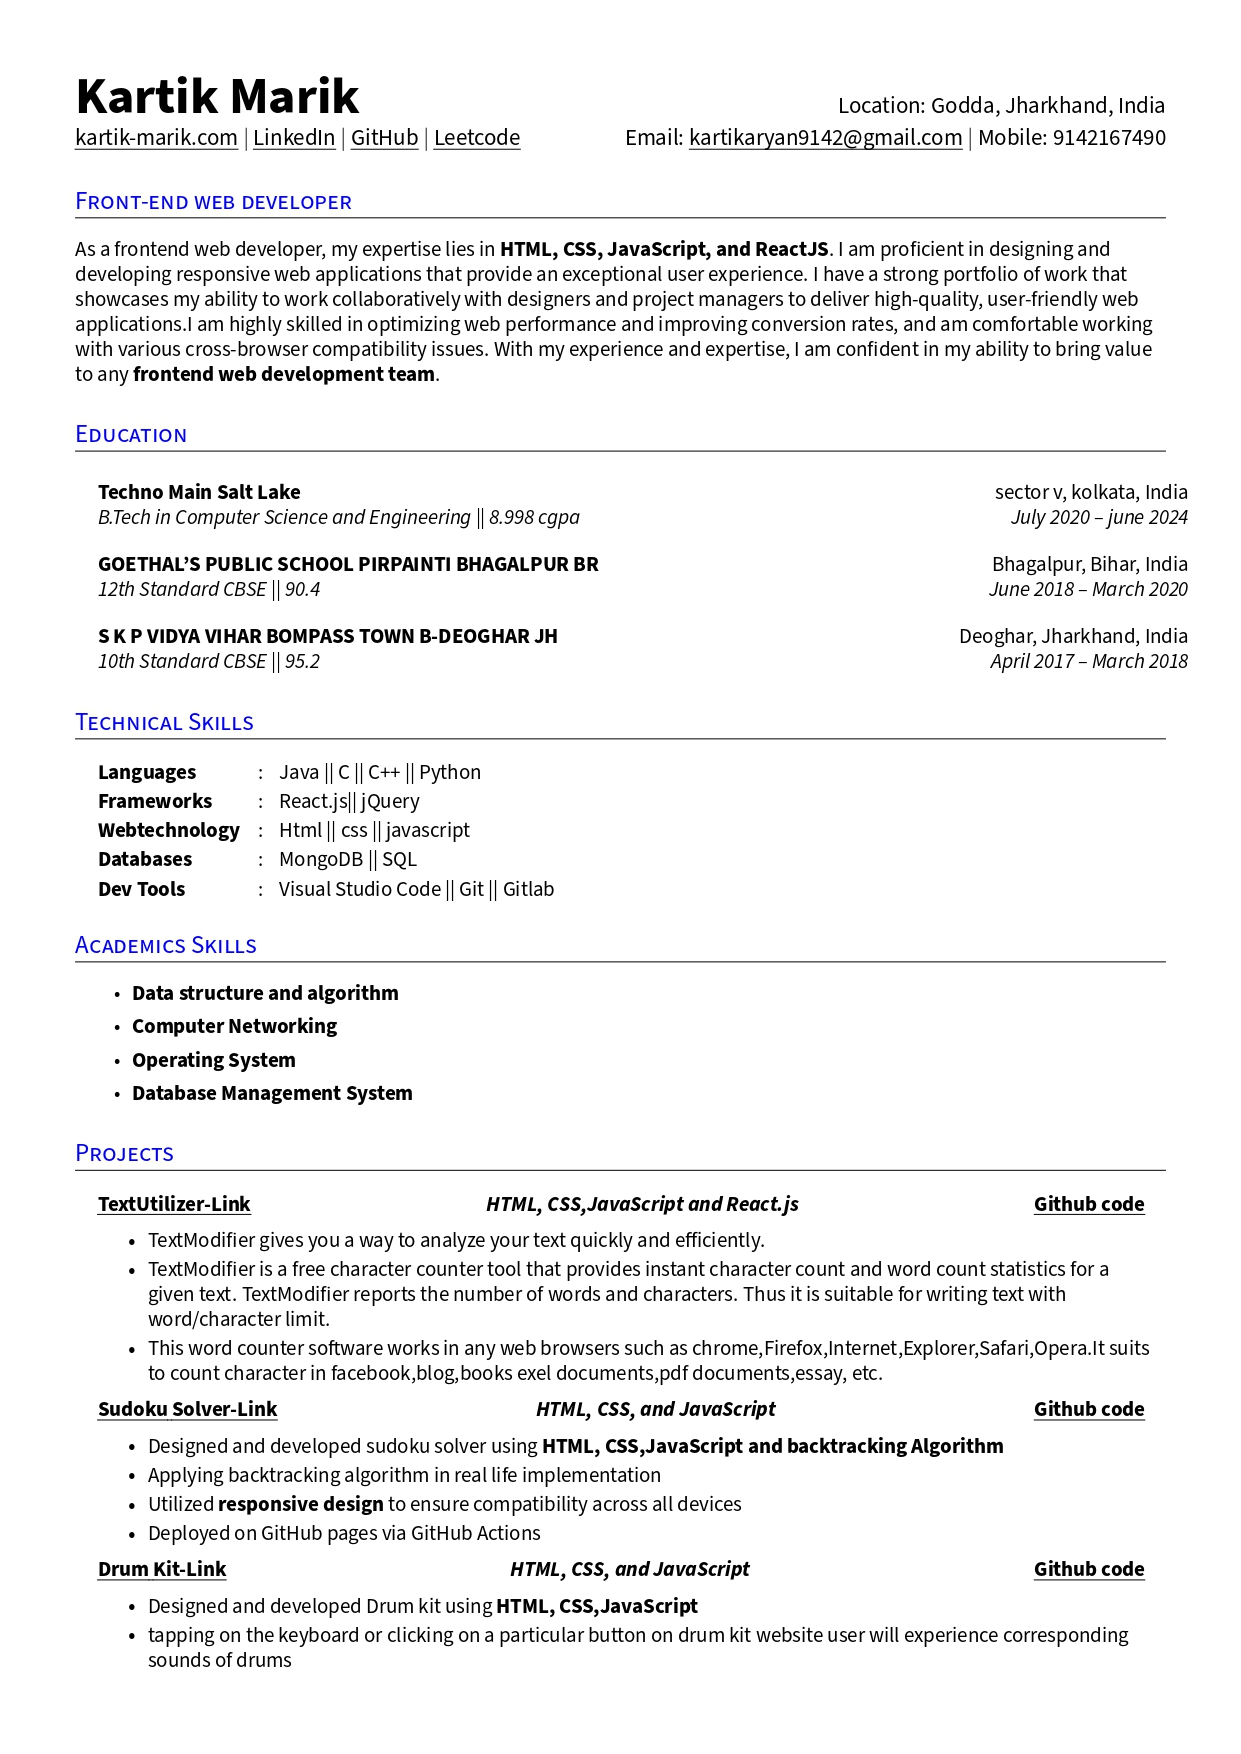 Kartik Marik
Location: Godda, Jharkhand, India
kartik-marik.com | LinkedIn | GitHub | Leetcode
Email: kartikaryan9142@gmail.com | Mobile: 9142167490
Front-end web developer
As a frontend web developer, my expertise lies in HTML, CSS, JavaScript, and ReactJS. I am proficient in designing and
developing responsive web applications that provide an exceptional user experience. I have a strong portfolio of work that
showcases my ability to work collaboratively with designers and project managers to deliver high-quality, user-friendly web
applications.I am highly skilled in optimizing web performance and improving conversion rates, and am comfortable working
with various cross-browser compatibility issues. With my experience and expertise, I am confident in my ability to bring value
to any frontend web development team.
Education
Techno Main Salt Lake
sector v, kolkata, India
B.Tech in Computer Science and Engineering || 8.998 cgpa
July 2020 – june 2024
GOETHAL’S PUBLIC SCHOOL PIRPAINTI BHAGALPUR BR
Bhagalpur, Bihar, India
12th Standard CBSE || 90.4
June 2018 – March 2020
S K P VIDYA VIHAR BOMPASS TOWN B-DEOGHAR JH
Deoghar, Jharkhand, India
10th Standard CBSE || 95.2
April 2017 – March 2018
Technical Skills
Languages : Java || C || C++ || Python
Frameworks : React.js|| jQuery
Webtechnology : Html || css || javascript
Databases : MongoDB || SQL
Dev Tools : Visual Studio Code || Git || Gitlab
Academics Skills
• Data structure and algorithm
• Computer Networking
• Operating System
• Database Management System
Projects
TextUtilizer-Link HTML, CSS,JavaScript and React.js Github code
• TextModifier gives you a way to analyze your text quickly and efficiently.
• TextModifier is a free character counter tool that provides instant character count and word count statistics for a
given text. TextModifier reports the number of words and characters. Thus it is suitable for writing text with
word/character limit.
• This word counter software works in any web browsers such as chrome,Firefox,Internet,Explorer,Safari,Opera.It suits
to count character in facebook,blog,books exel documents,pdf documents,essay, etc.
Sudoku Solver-Link HTML, CSS, and JavaScript Github code
• Designed and developed sudoku solver using HTML, CSS,JavaScript and backtracking Algorithm
• Applying backtracking algorithm in real life implementation
• Utilized responsive design to ensure compatibility across all devices
• Deployed on GitHub pages via GitHub Actions
Drum Kit-Link HTML, CSS, and JavaScript Github code
• Designed and developed Drum kit using HTML, CSS,JavaScript
• tapping on the keyboard or clicking on a particular button on drum kit website user will experience corresponding
sounds of drums